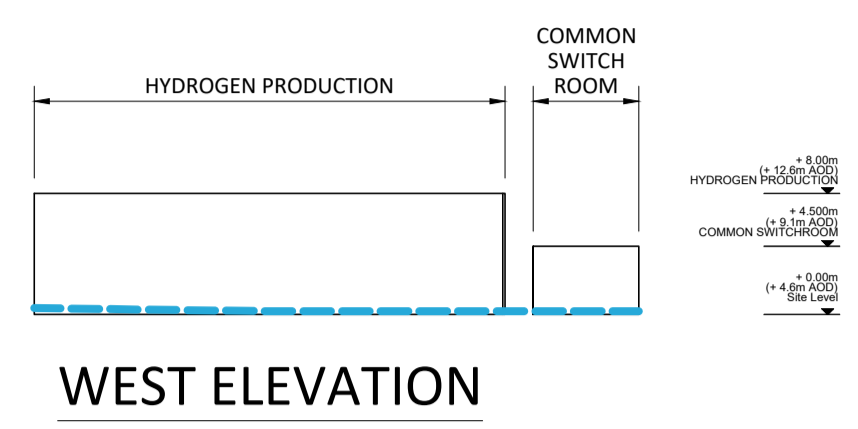 COMMON
SWITCH
ROOM
HYDROGEN PRODUCTION
+ 8.00m
(+ 12.6m AOD)
HYDROGEN PRODUCTION
+ 4.500m
(+ 9.1m AOD)
COMMON SWITCHROOM
+ 0.00m
(+ 4.6m AOD)
Site Level
WEST ELEVATION